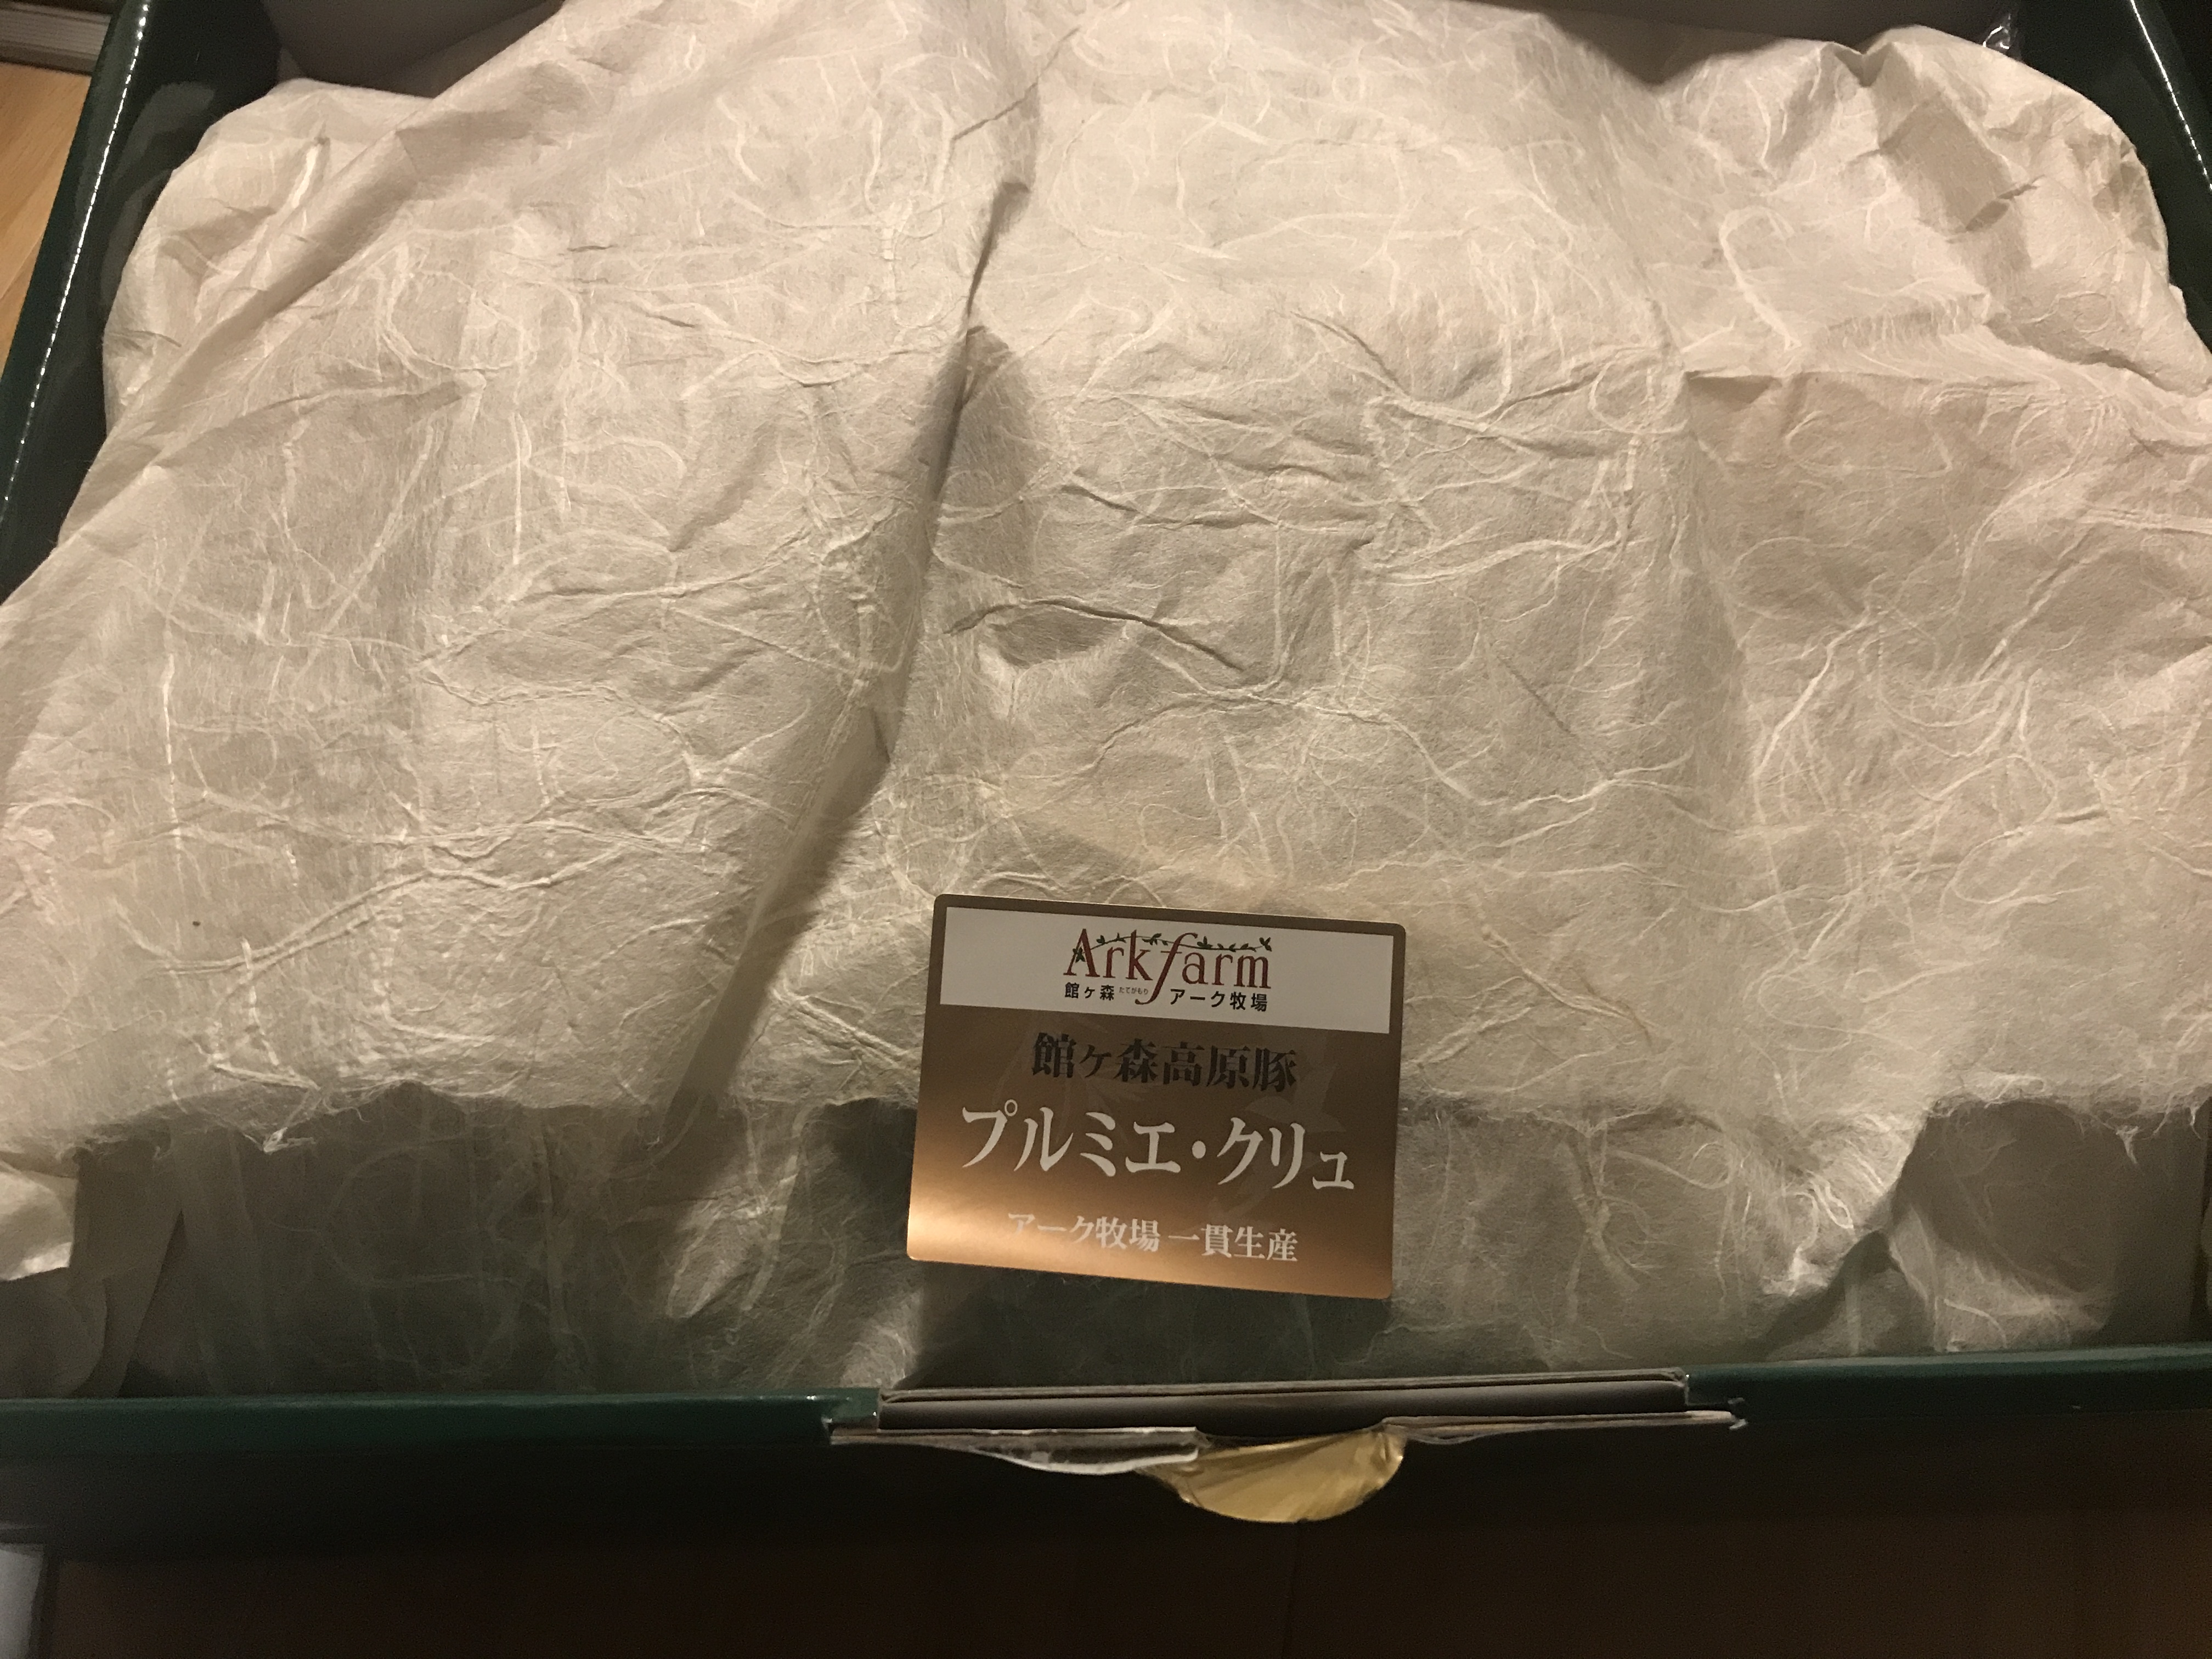 Arkfarm
館ヶ森 たてがもり アーク牧場
館ヶ森高原豚
プルミエ・クリュ
アーク牧場 一貫生産